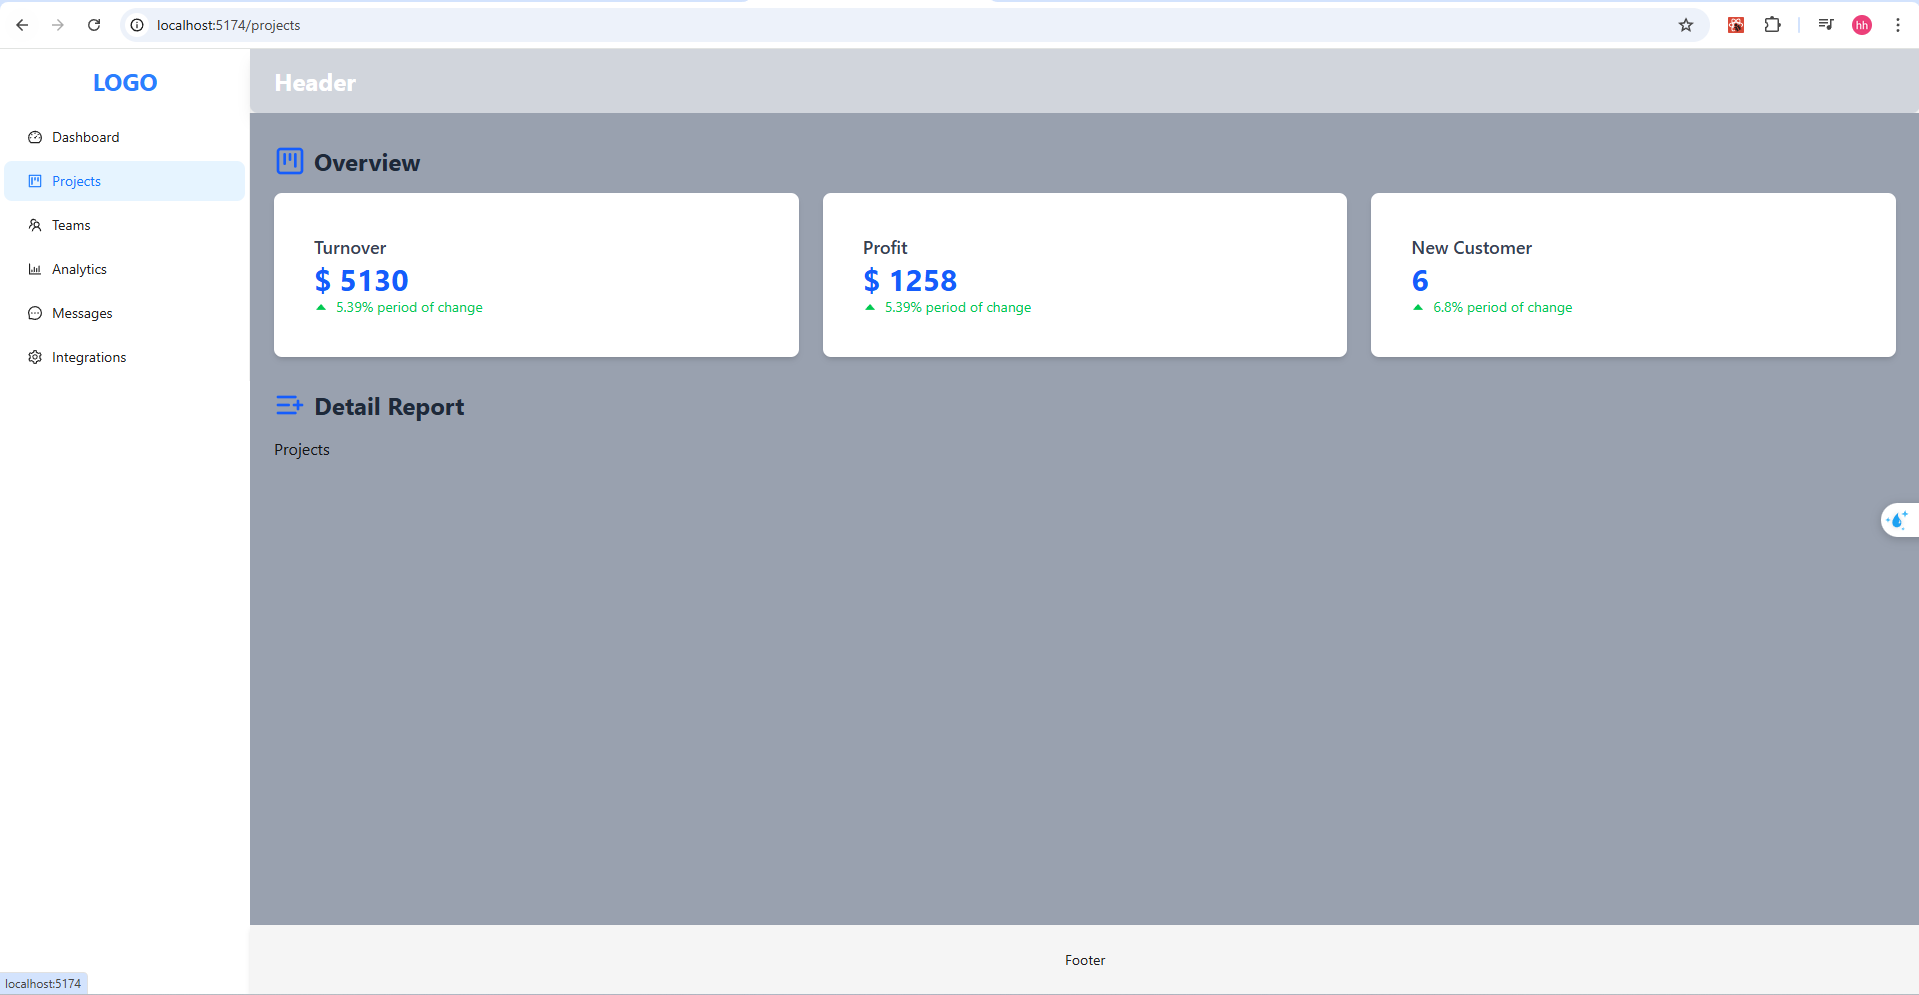 localhost:5174/projects
hh
LOGO
Header
Dashboard
Projects
Teams
Analytics
Messages
Integrations
Overview
Turnover
$ 5130
5.39% period of change
Profit
$ 1258
5.39% period of change
New Customer
6
6.8% period of change
Detail Report
Projects
Footer
localhost:5174